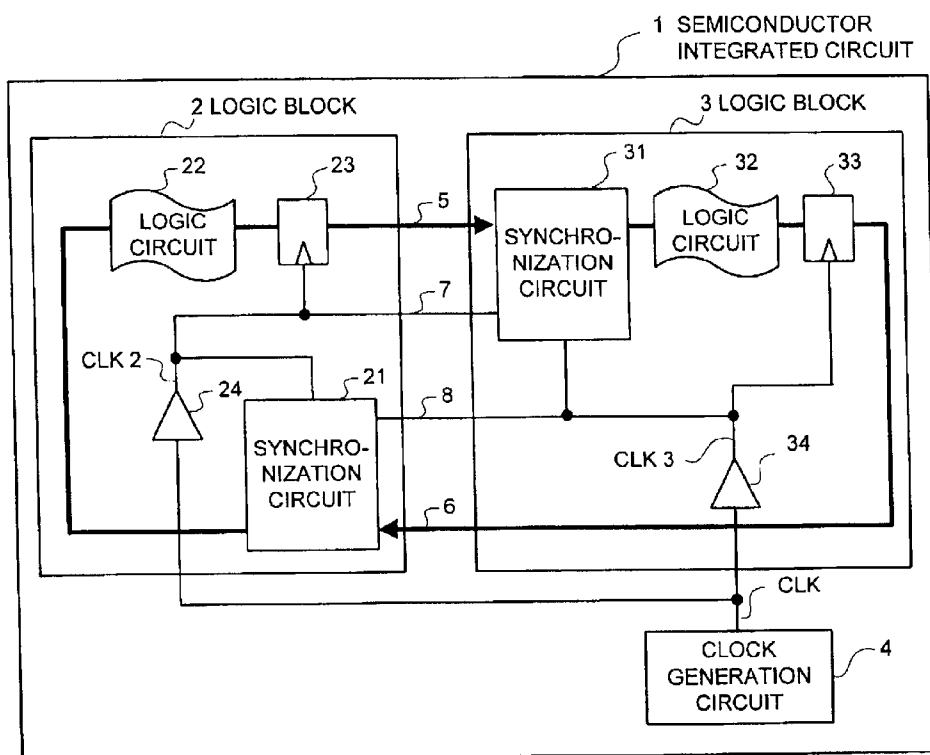 1 SEMICONDUCTOR
INTEGRATED CIRCUIT
2 LOGIC BLOCK
3 LOGIC BLOCK
22
23
5
31
32
33
LOGIC
CIRCUIT
SYNCHRO-
NIZATION
CIRCUIT
LOGIC
CIRCUIT
7
CLK 2
24
21
8
SYNCHRO-
NIZATION
CIRCUIT
CLK 3
34
6
CLK
CLOCK
GENERATION
CIRCUIT
4